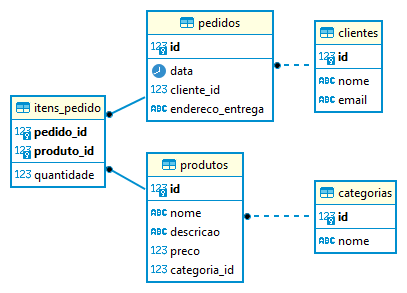 pedidos
123 id
data
123 cliente_id
ABC endereco_entrega
clientes
123 id
ABC nome
ABC email
itens_pedido
123 pedido_id
123 produto_id
123 quantidade
produtos
123 id
ABC nome
ABC descricao
123 preco
123 categoria_id
categorias
123 id
ABC nome